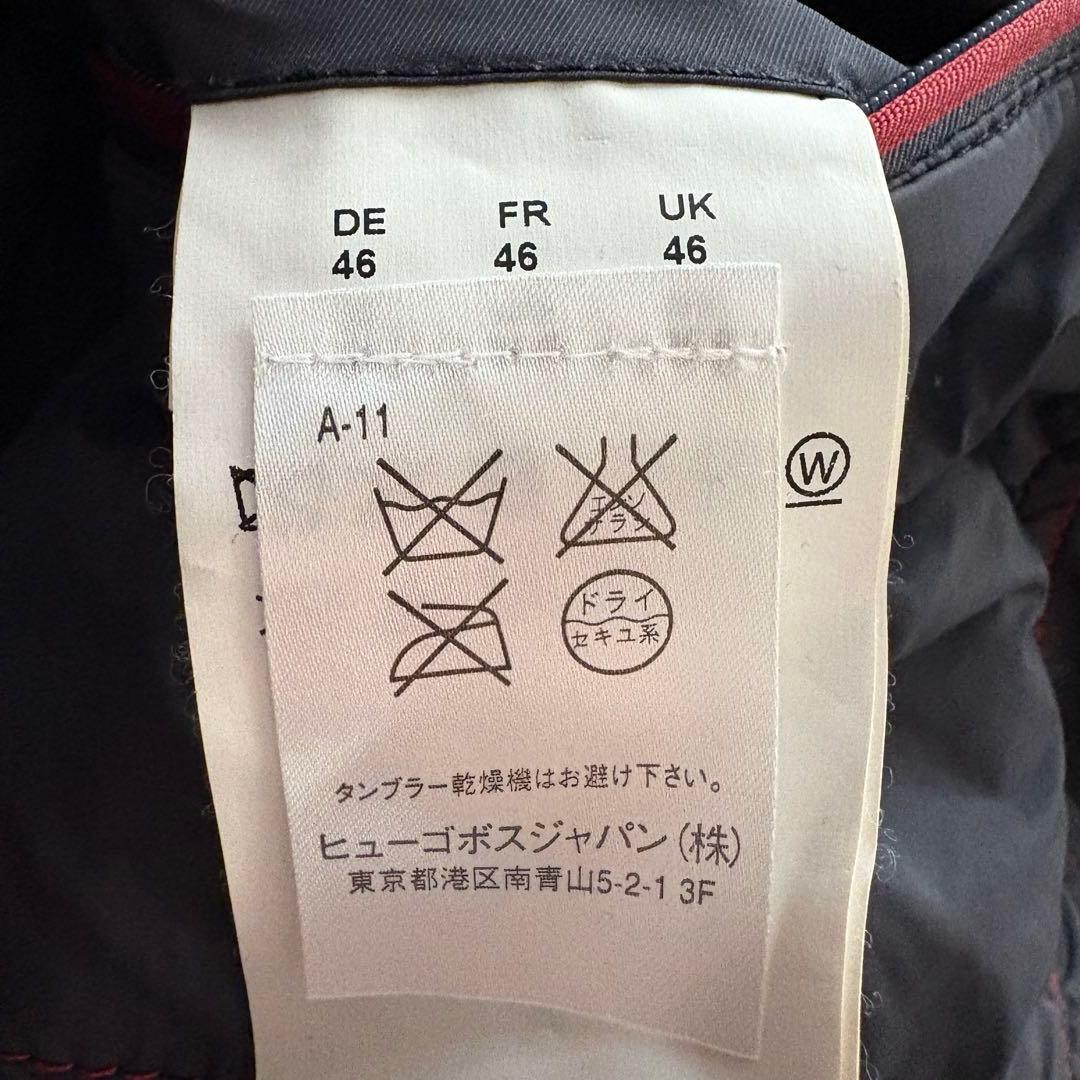 DE FR UK
46 46 46
A-11
エンソ
サラシ
W
ドライ
セキユ系
タンブラー乾燥機はお避け下さい。
ヒューゴボスジャパン(株)
東京都港区南青山5-2-1 3F